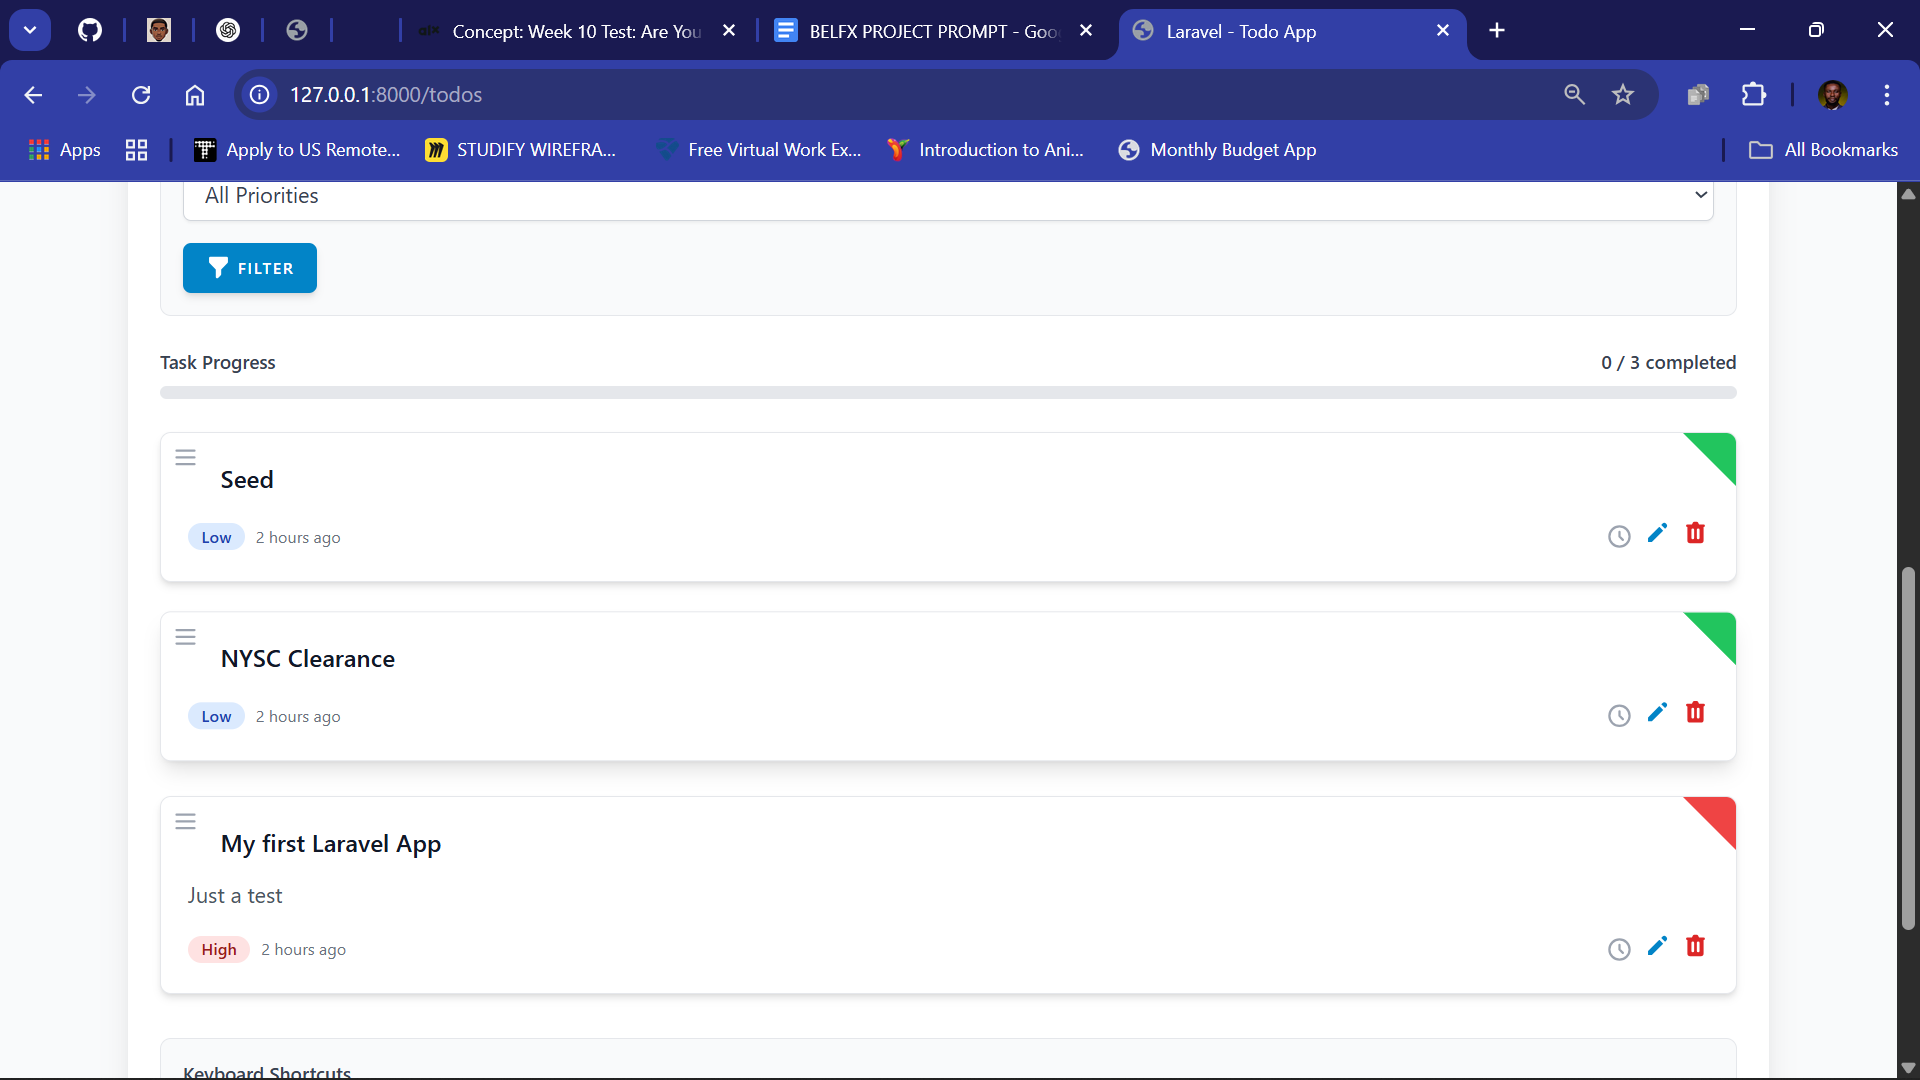 Concept: Week 10 Test: Are You
BELFX PROJECT PROMPT - Goo
Laravel - Todo App
127.0.0.1:8000/todos
Apps
Apply to US Remote...
STUDIFY WIREFRA...
Free Virtual Work Ex...
Introduction to Ani...
Monthly Budget App
All Bookmarks
All Priorities
FILTER
Task Progress
0 / 3 completed
Seed
Low
2 hours ago
NYSC Clearance
Low
2 hours ago
My first Laravel App
Just a test
High
2 hours ago
Keyboard Shortcuts